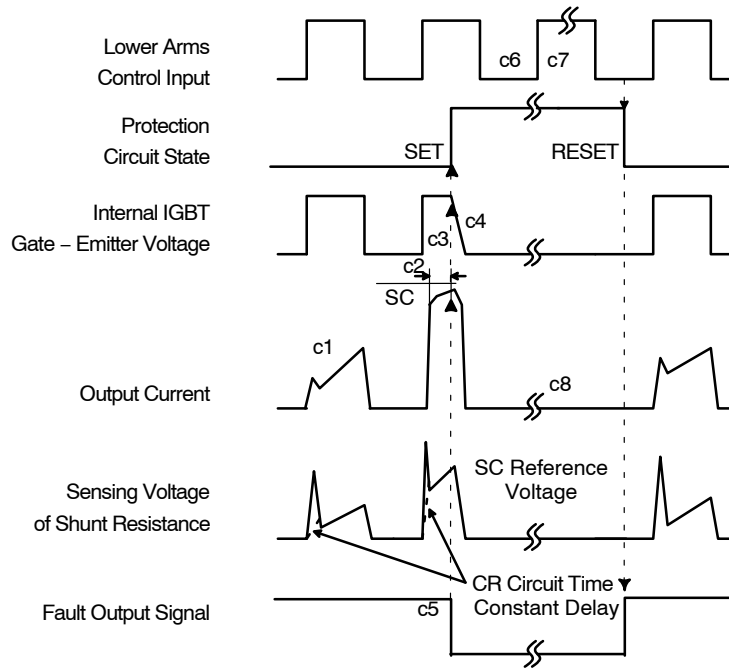 Lower Arms
Control Input
c6
c7
Protection
Circuit State
SET
RESET
Internal IGBT
Gate – Emitter Voltage
c3
c4
c2
SC
c1
Output Current
c8
Sensing Voltage
of Shunt Resistance
SC Reference
Voltage
CR Circuit Time
Constant Delay
Fault Output Signal
c5